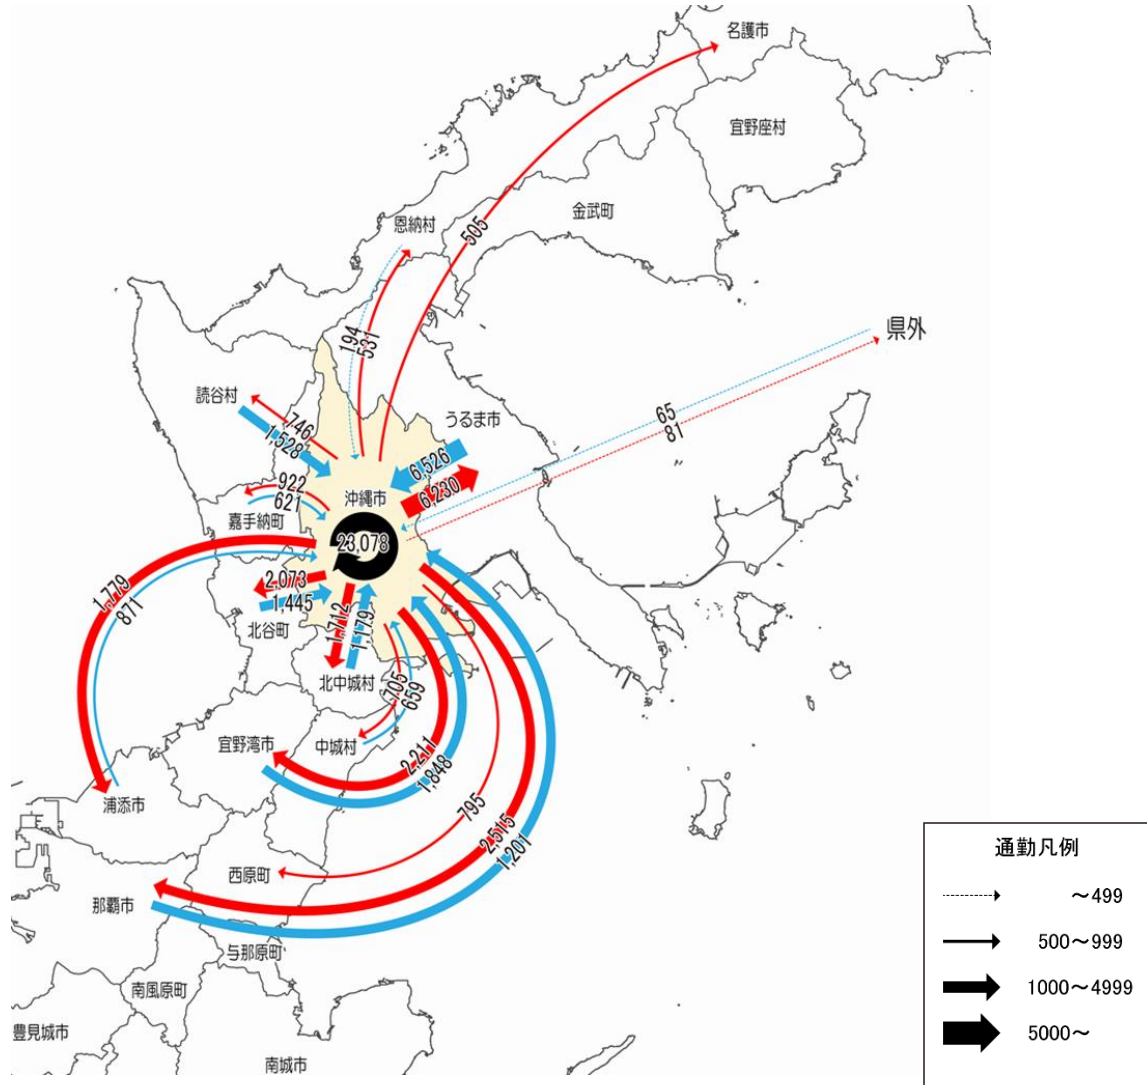 名護市
宜野座村
金武町
恩納村
505
県外
194
531
読谷村
うるま市
65
81
746
1,528
6,526
6,230
922
621
沖縄市
嘉手納町
23,078
2,073
1,445
1,779
871
北谷町
1,712
1,179
北中城村
705
659
宜野湾市
中城村
2,211
1,848
浦添市
795
2,515
1,201
西原町
那覇市
与那原町
南風原町
豊見城市
南城市
通勤凡例
～499
500～999
1000～4999
5000～